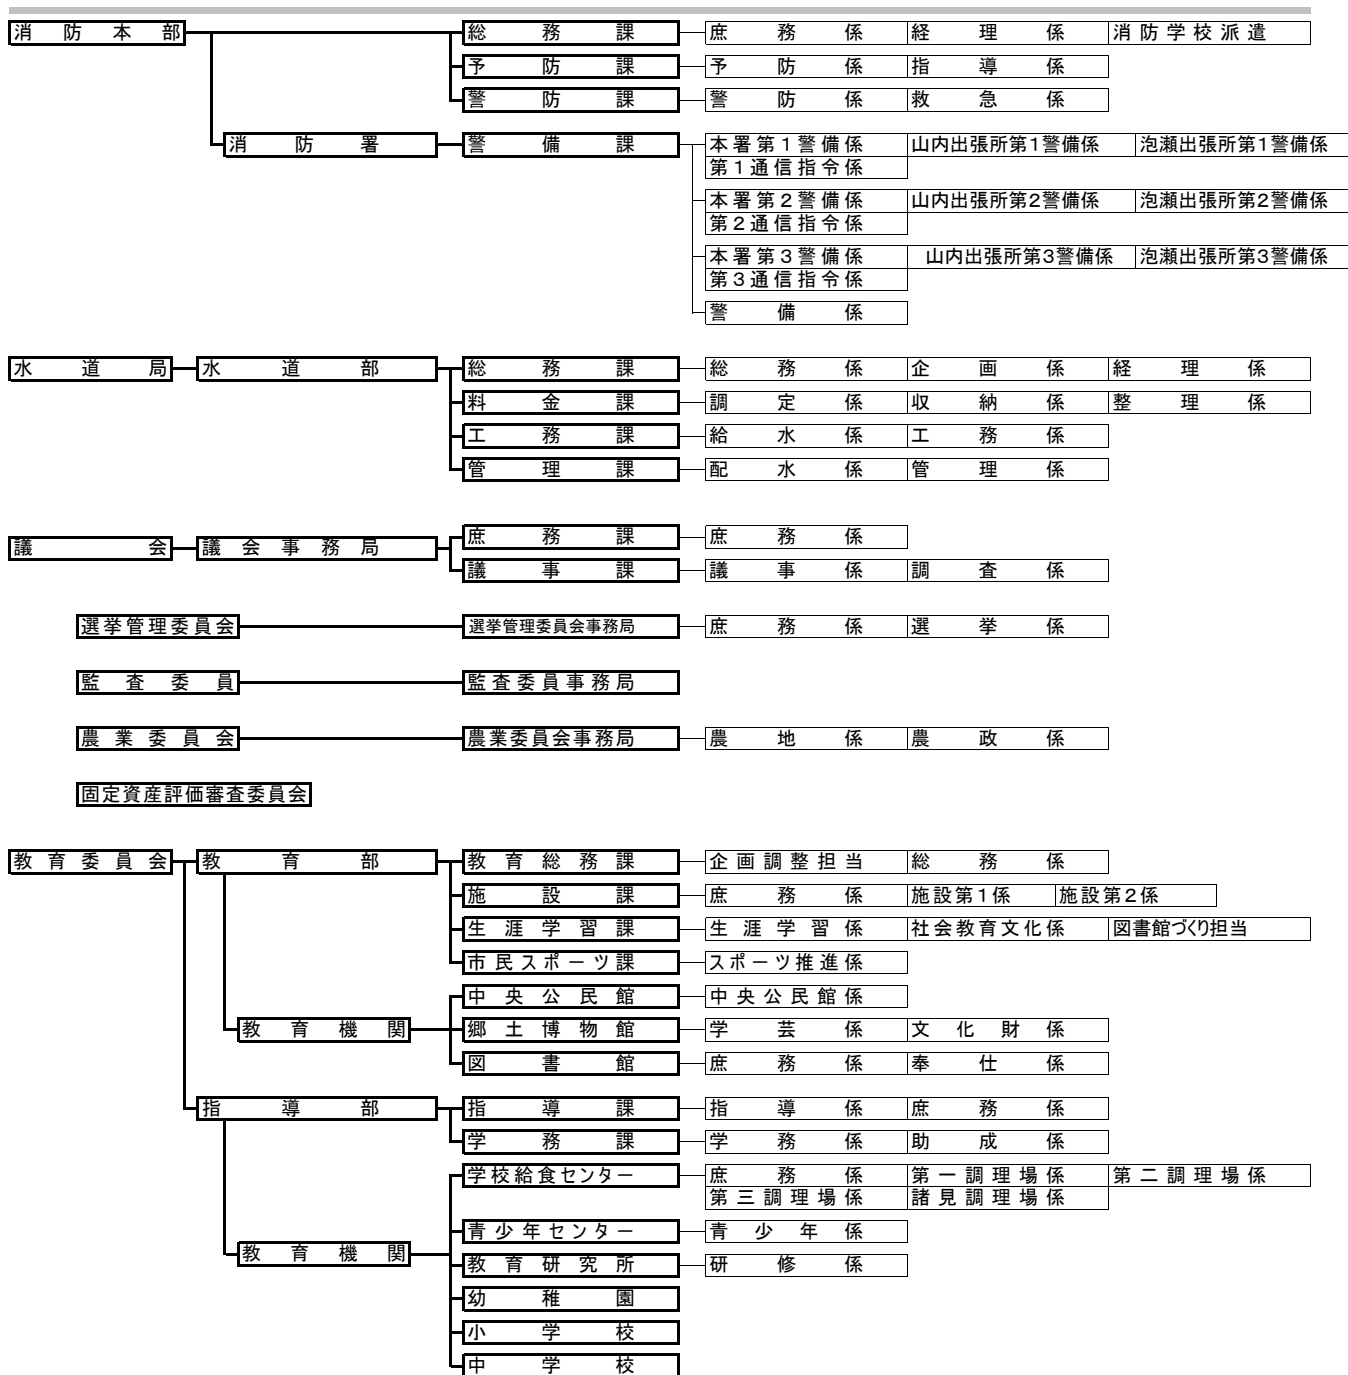 消防本部 総務課 庶務係 経理係 消防学校派遣
予防課 予防係 指導係
警防課 警防係 救急係
消防署 警備課 本署第1警備係 山内出張所第1警備係 泡瀬出張所第1警備係
第1通信指令係
本署第2警備係 山内出張所第2警備係 泡瀬出張所第2警備係
第2通信指令係
本署第3警備係 山内出張所第3警備係 泡瀬出張所第3警備係
第3通信指令係
警備係
水道局 水道部 総務課 総務係 企画係 経理係
料金課 調定係 収納係 整理係
工務課 給水係 工務係
管理課 配水係 管理係
庶務課 庶務係
議会 議会事務局
議事課 議事係 調査係
選挙管理委員会 選挙管理委員会事務局 庶務係 選挙係
監査委員 監査委員事務局
農業委員会 農業委員会事務局 農地係 農政係
固定資産評価審査委員会
教育委員会 教育部 教育総務課 企画調整担当 総務係
施設課 庶務係 施設第1係 施設第2係
生涯学習課 生涯学習係 社会教育文化係 図書館づくり担当
市民スポーツ課 スポーツ推進係
中央公民館 中央公民館係
教育機関 郷土博物館 学芸係 文化財係
図書館 庶務係 奉仕係
指導部 指導課 指導係 庶務係
学務課 学務係 助成係
学校給食センター 庶務係 第一調理場係 第二調理場係
第三調理場係 諸見調理場係
青少年センター 青少年係
教育機関 教育研究所 研修係
幼稚園
小学校
中学校